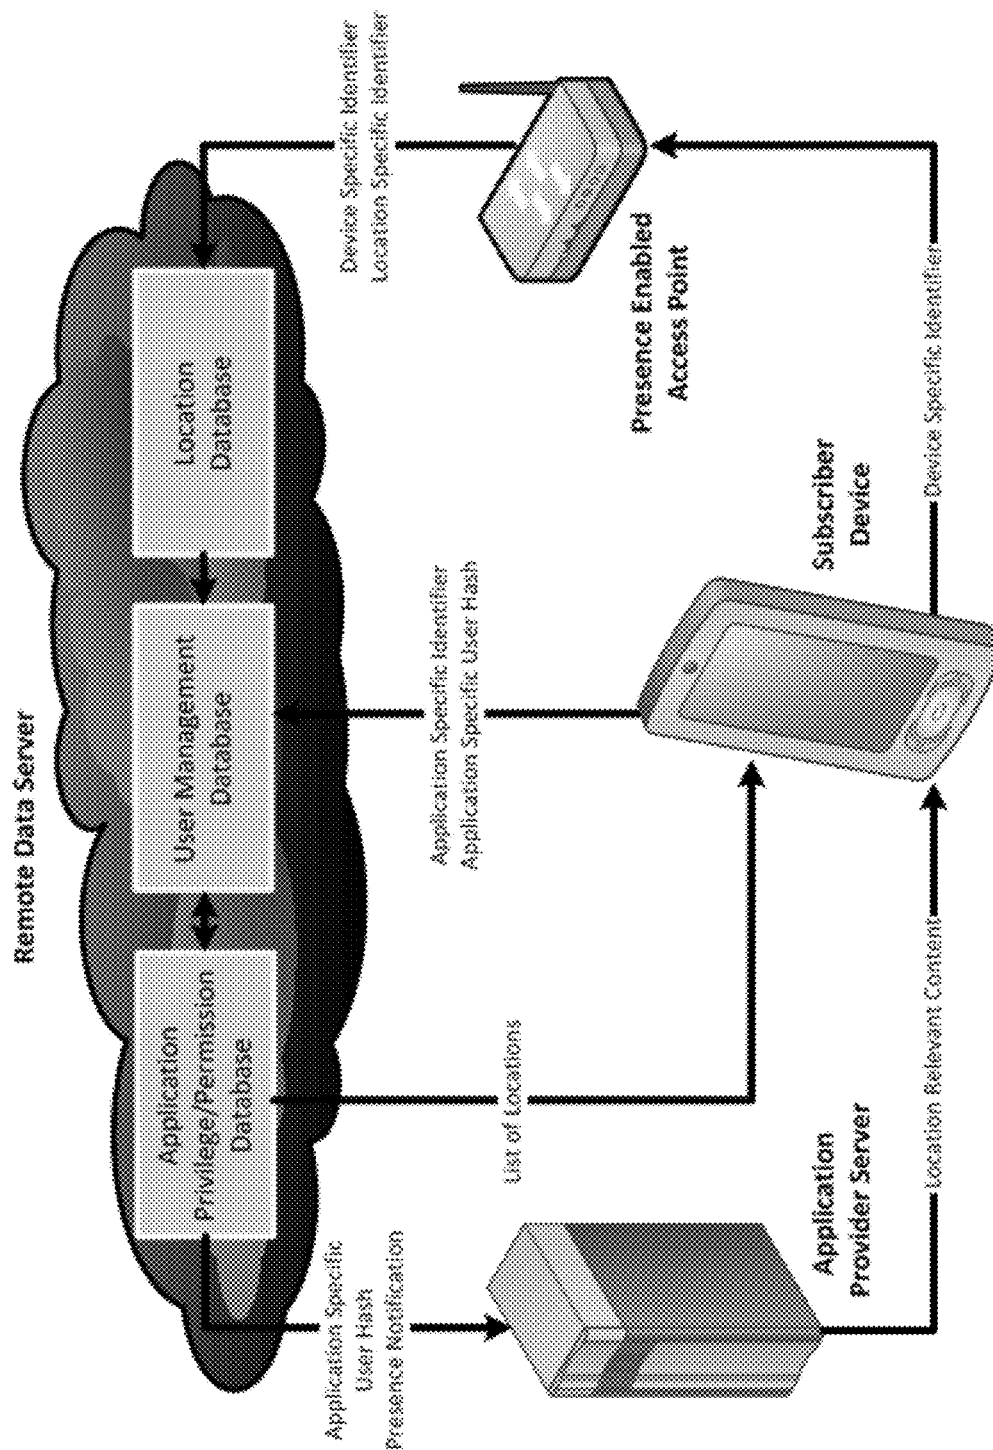 Remote Data Server
Application
Privilege/Permission
Database
User Management
Database
Location
Database
Application Specific
User Hash
Presence Notification
List of Locations
Application Specific Identifier
Application Specific User Hash
Device Specific Identifier
Location Specific Identifier
Application
Provider Server
Subscriber
Device
Presence Enabled
Access Point
Location Relevant Content
Device Specific Identifier